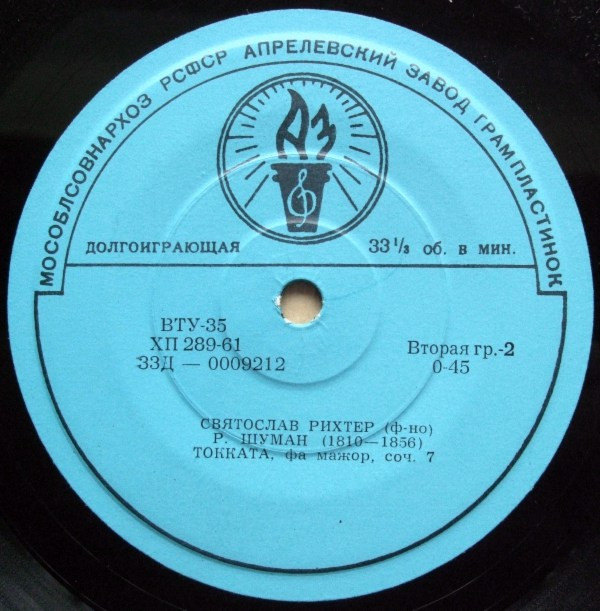 МОСОБЛСОВНАРХОЗ РСФСР АПРЕЛЕВСКИЙ ЗАВОД ГРАМПЛАСТИНОК
АЗ
ДОЛГОИГРАЮЩАЯ 33 1/3 об. в мин.
ВТУ-35
ХП 289-61
33Д — 0009212
Вторая гр.-2
0-45
СВЯТОСЛАВ РИХТЕР (ф-но)
Р. ШУМАН (1810—1856)
ТОККАТА, фа мажор, соч. 7